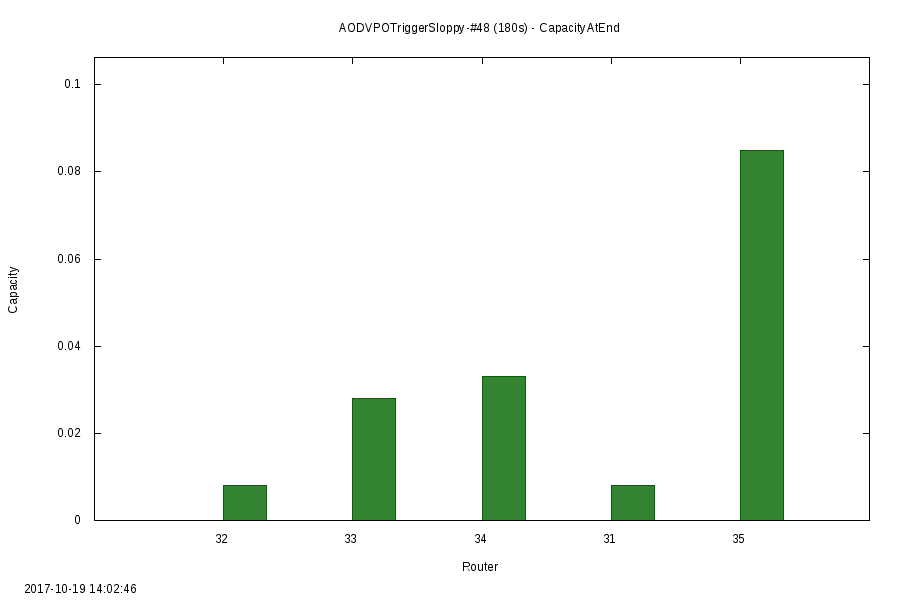 AODVPOTriggerSloppy-#48 (180s) - CapacityAtEnd
0.1
0.08
0.06
0.04
0.02
0
Capacity
32 33 34 31 35
Router
2017-10-19 14:02:46